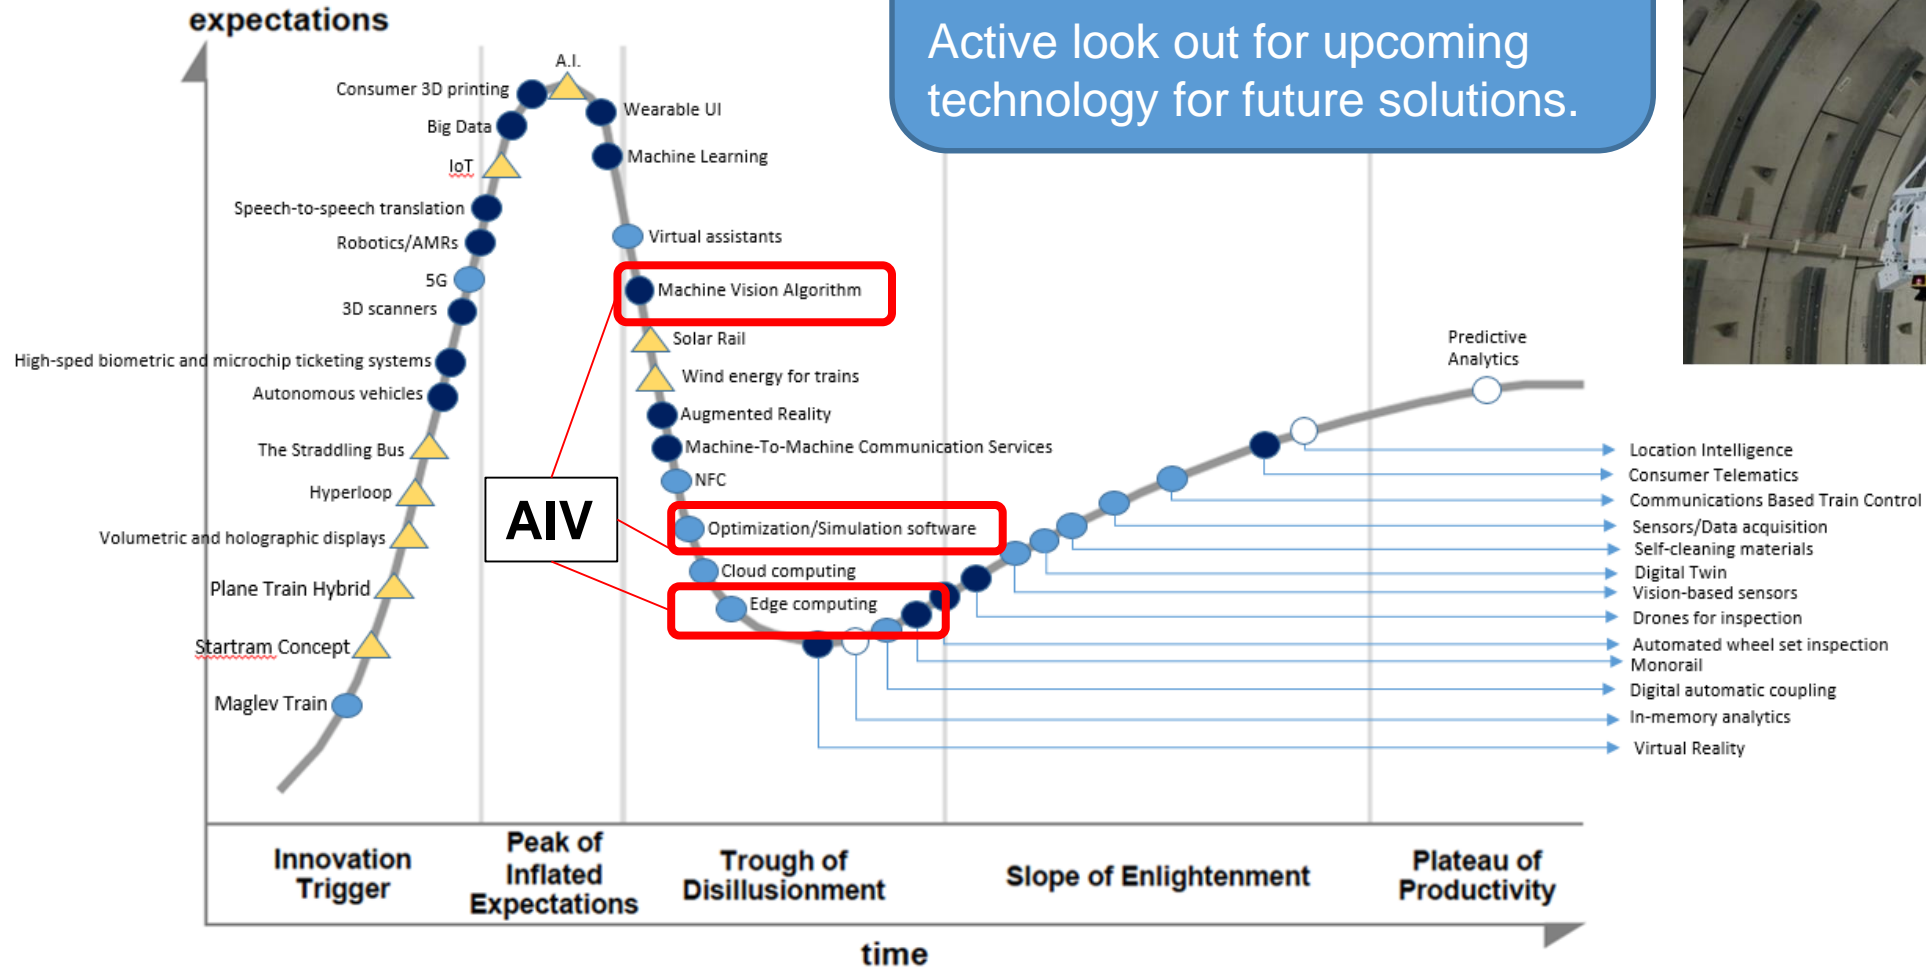 expectations
Active look out for upcoming
technology for future solutions.
A.I.
Consumer 3D printing
Wearable UI
Big Data
Machine Learning
IoT
Speech-to-speech translation
Robotics/AMRs
Virtual assistants
5G
Machine Vision Algorithm
3D scanners
Solar Rail
High-sped biometric and microchip ticketing systems
Wind energy for trains
Autonomous vehicles
Augmented Reality
The Straddling Bus
Machine-To-Machine Communication Services
Hyperloop
NFC
AIV
Volumetric and holographic displays
Optimization/Simulation software
Plane Train Hybrid
Cloud computing
Edge computing
Startram Concept
Maglev Train
Predictive
Analytics
Location Intelligence
Consumer Telematics
Communications Based Train Control
Sensors/Data acquisition
Self-cleaning materials
Digital Twin
Vision-based sensors
Drones for inspection
Automated wheel set inspection
Monorail
Digital automatic coupling
In-memory analytics
Virtual Reality
Innovation
Trigger
Peak of
Inflated
Expectations
Trough of
Disillusionment
Slope of Enlightenment
Plateau of
Productivity
time